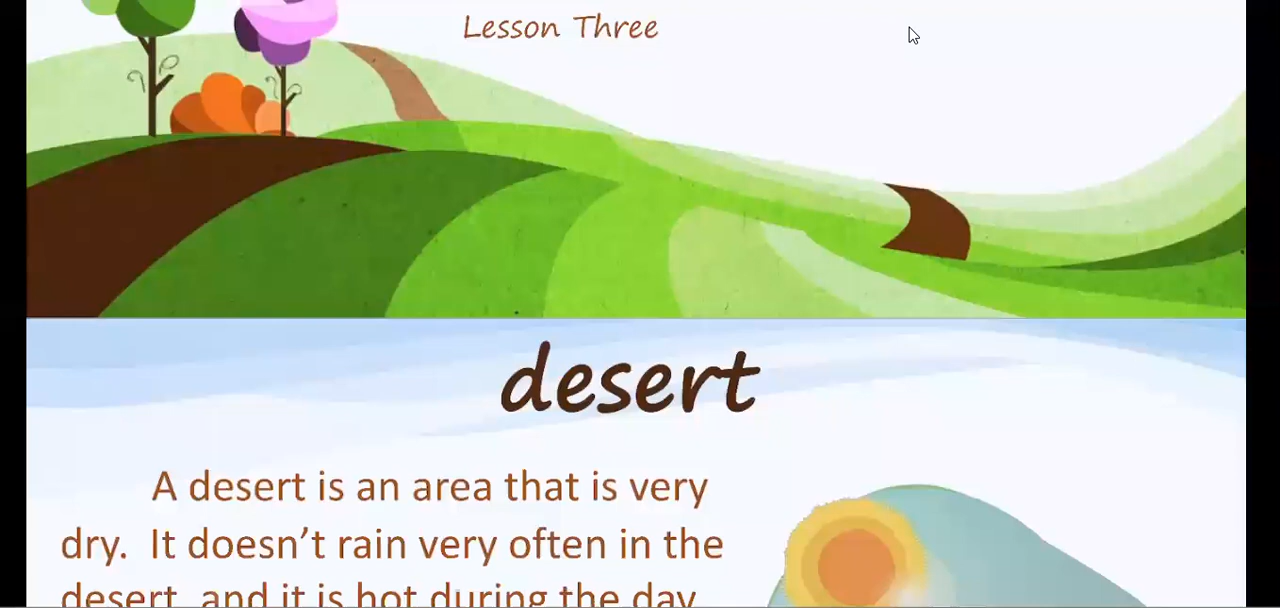 Lesson Three
desert
A desert is an area that is very
dry. It doesn't rain very often in the
desert, and it is hot during the day